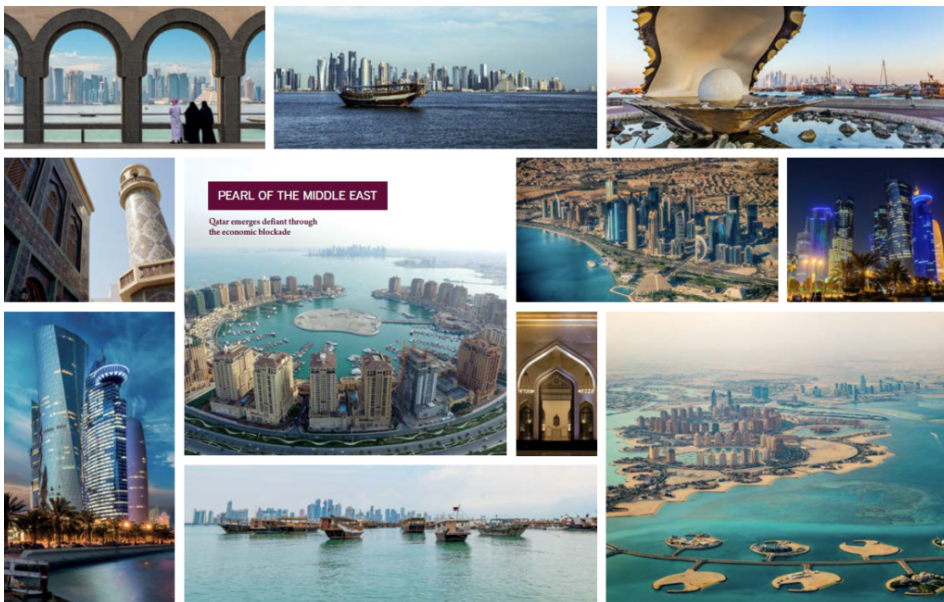 PEARL OF THE MIDDLE EAST
Qatar emerges defiant through
the economic blockade